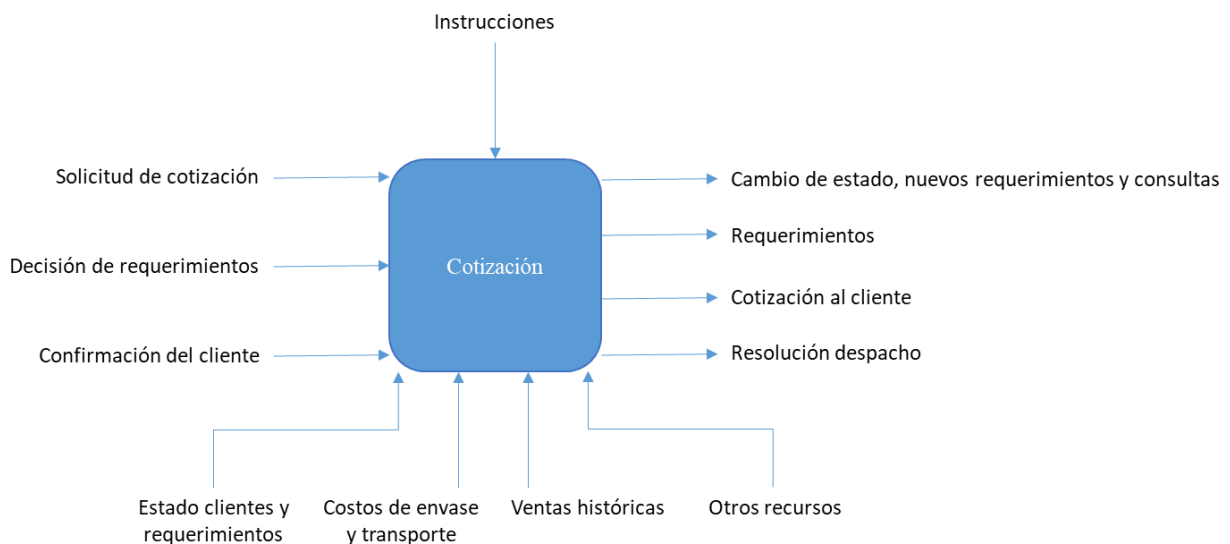 Instrucciones
Solicitud de cotización
Decisión de requerimientos
Confirmación del cliente
Cotización
Cambio de estado, nuevos requerimientos y consultas
Requerimientos
Cotización al cliente
Resolución despacho
Estado clientes y
requerimientos
Costos de envase
y transporte
Ventas históricas
Otros recursos